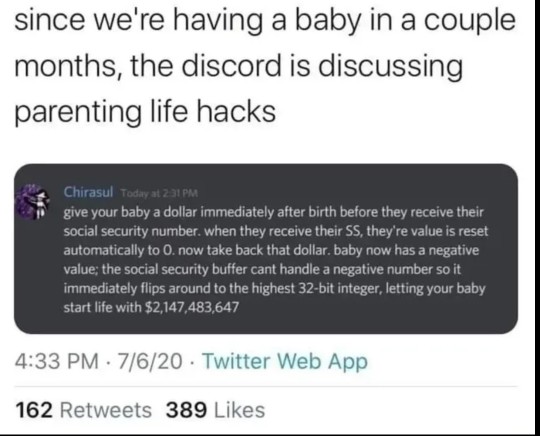 since we're having a baby in a couple
months, the discord is discussing
parenting life hacks
Chirasul Today at 2:31 PM
give your baby a dollar immediately after birth before they receive their
social security number. when they receive their SS, they're value is reset
automatically to 0. now take back that dollar. baby now has a negative
value; the social security buffer cant handle a negative number so it
immediately flips around to the highest 32-bit integer, letting your baby
start life with $2,147,483,647
4:33 PM · 7/6/20 · Twitter Web App
162 Retweets 389 Likes